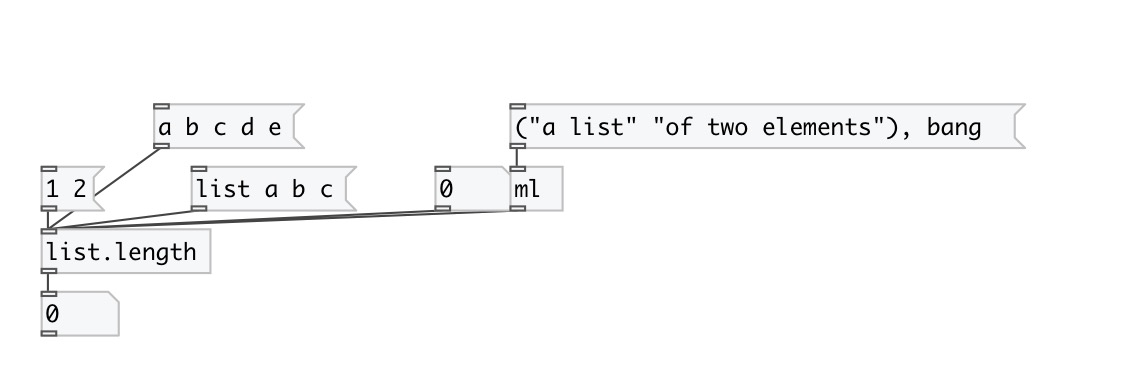 a b c d e
("a list" "of two elements"), bang
1 2
list a b c
0
ml
list.length
0